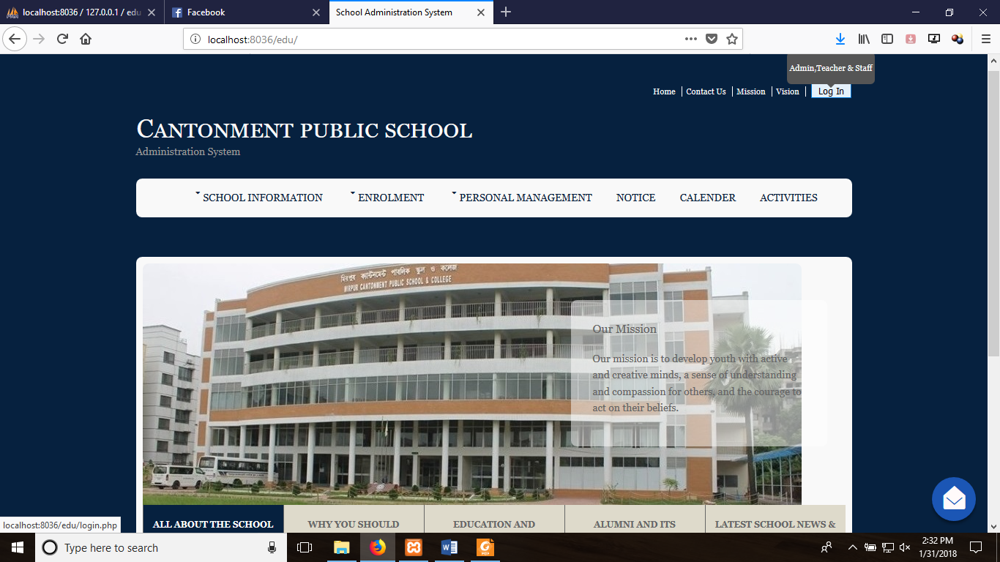 localhost:8036 / 127.0.0.1 / edu
Facebook
School Administration System
localhost:8036/edu/
Admin,Teacher & Staff
Home
Contact Us
Mission
Vision
Log In
CANTONMENT PUBLIC SCHOOL
Administration System
SCHOOL INFORMATION
ENROLMENT
PERSONAL MANAGEMENT
NOTICE
CALENDER
ACTIVITIES
মিরপুর ক্যান্টনমেন্ট পাবলিক স্কুল ও কলেজ
MIRPUR CANTONMENT PUBLIC SCHOOL & COLLEGE
Our Mission
Our mission is to develop youth with active
and creative minds, a sense of understanding
and compassion for others, and the courage to
act on their beliefs.
ALL ABOUT THE SCHOOL
WHY YOU SHOULD
EDUCATION AND
ALUMNI AND ITS
LATEST SCHOOL NEWS &
localhost:8036/edu/login.php
Type here to search
2:32 PM
1/31/2018